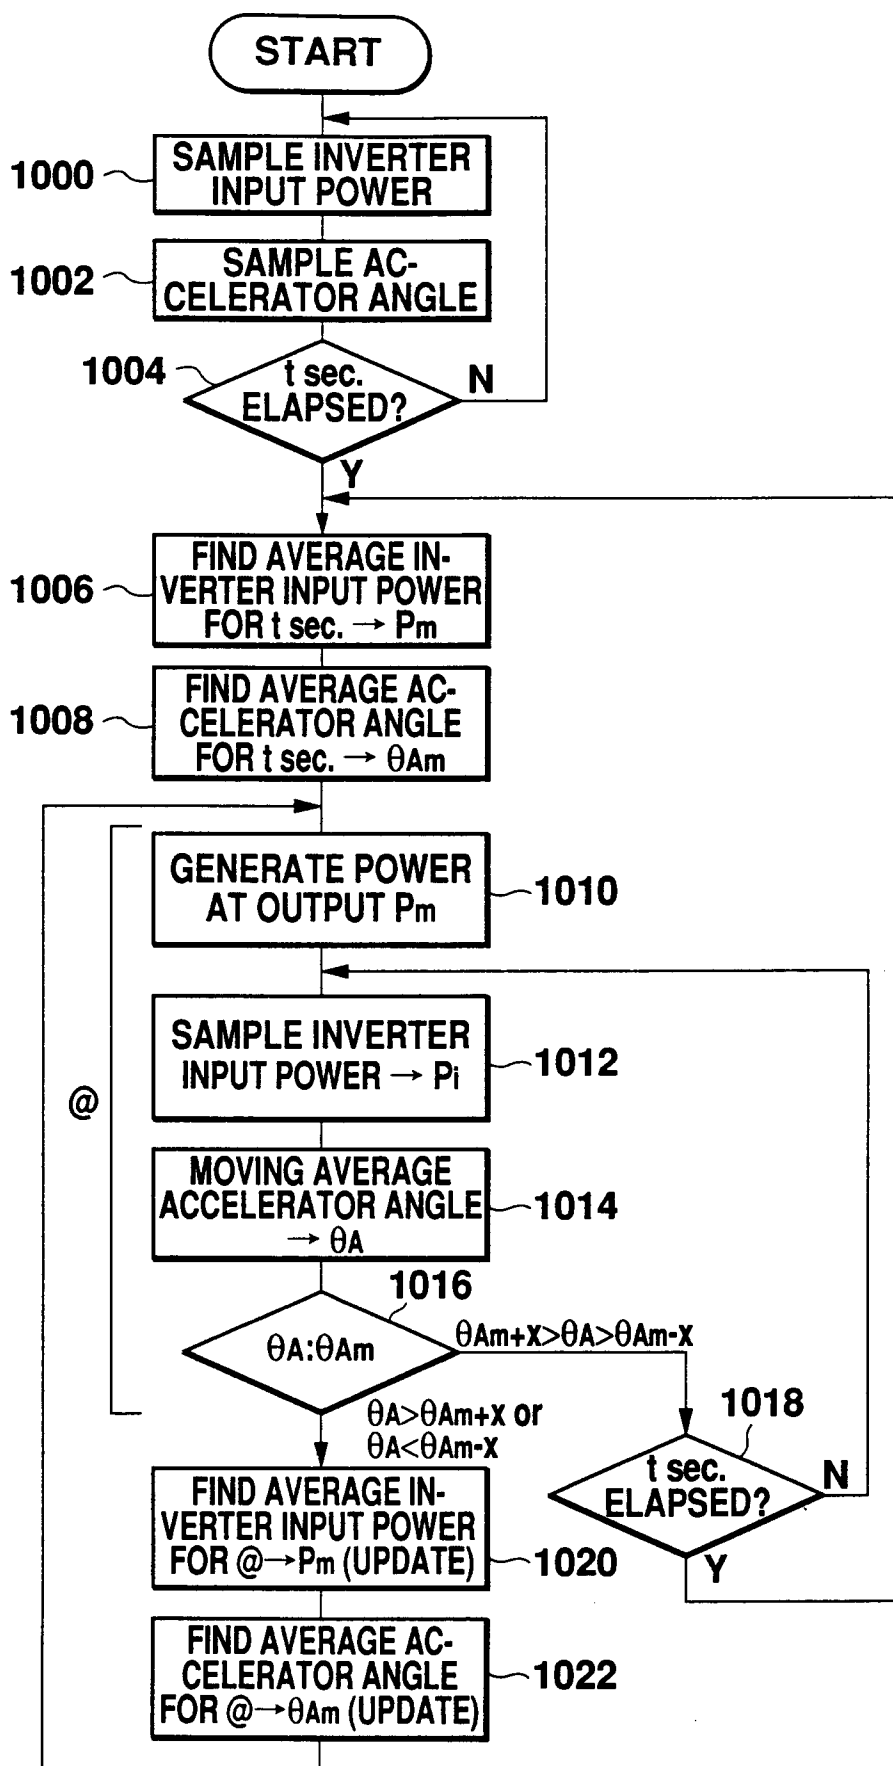 START
SAMPLE INVERTER
INPUT POWER
1000
SAMPLE AC-
CELERATOR ANGLE
1002
t sec.
ELAPSED?
1004
N
Y
FIND AVERAGE IN-
VERTER INPUT POWER
FOR t sec. → Pm
1006
FIND AVERAGE AC-
CELERATOR ANGLE
FOR t sec. → θAm
1008
GENERATE POWER
AT OUTPUT Pm
1010
SAMPLE INVERTER
INPUT POWER → Pi
1012
@
MOVING AVERAGE
ACCELERATOR ANGLE
→ θA
1014
1016
θA:θAm
θAm+x>θA>θAm-x
θA>θAm+x or
θA<θAm-x
1018
t sec.
ELAPSED?
N
Y
FIND AVERAGE IN-
VERTER INPUT POWER
FOR @→Pm (UPDATE)
1020
FIND AVERAGE AC-
CELERATOR ANGLE
FOR @→θAm (UPDATE)
1022